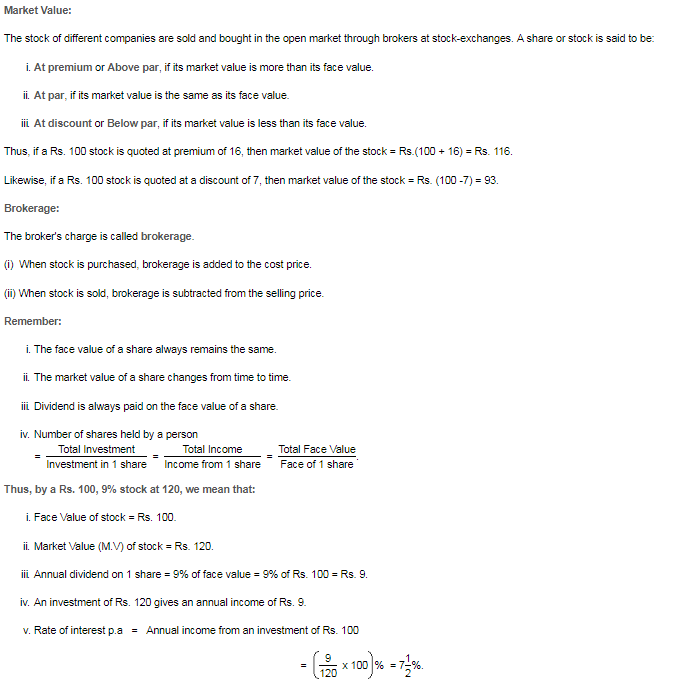 Market Value:
The stock of different companies are sold and bought in the open market through brokers at stock-exchanges. A share or stock is said to be:
i. At premium or Above par, if its market value is more than its face value.
ii. At par, if its market value is the same as its face value.
iii. At discount or Below par, if its market value is less than its face value.
Thus, if a Rs. 100 stock is quoted at premium of 16, then market value of the stock = Rs.(100 + 16) = Rs. 116.
Likewise, if a Rs. 100 stock is quoted at a discount of 7, then market value of the stock = Rs. (100 -7) = 93.
Brokerage:
The broker's charge is called brokerage.
(i) When stock is purchased, brokerage is added to the cost price.
(ii) When stock is sold, brokerage is subtracted from the selling price.
Remember:
i. The face value of a share always remains the same.
ii. The market value of a share changes from time to time.
iii. Dividend is always paid on the face value of a share.
iv. Number of shares held by a person
= Total Investment / Investment in 1 share = Total Income / Income from 1 share = Total Face Value / Face of 1 share .
Thus, by a Rs. 100, 9% stock at 120, we mean that:
i. Face Value of stock = Rs. 100.
ii. Market Value (M.V) of stock = Rs. 120.
iii. Annual dividend on 1 share = 9% of face value = 9% of Rs. 100 = Rs. 9.
iv. An investment of Rs. 120 gives an annual income of Rs. 9.
v. Rate of interest p.a = Annual income from an investment of Rs. 100
= (9/120 x 100)% = 7 1/2 %.